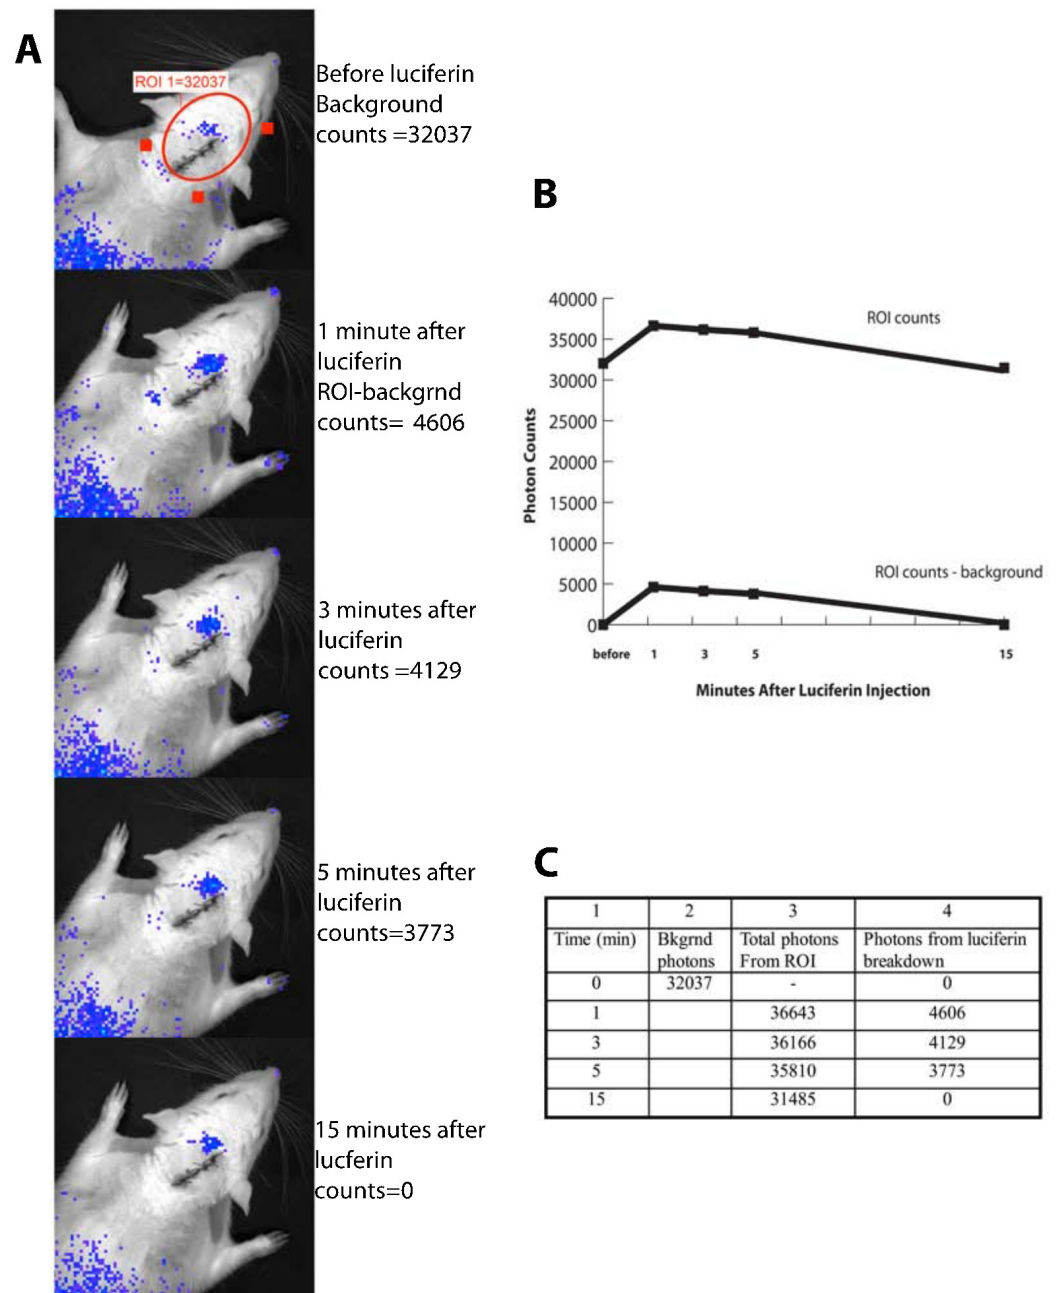 A
ROI 1=32037
Before luciferin
Background
counts =32037
1 minute after
luciferin
ROI-backgrnd
counts= 4606
3 minutes after
luciferin
counts =4129
5 minutes after
luciferin
counts=3773
15 minutes after
lucferin
counts=0
B
40000
35000
30000
25000
20000
15000
10000
5000
0
Photon Counts
ROI counts
ROI counts - background
before 1 3 5 15
Minutes After Luciferin Injection
C
1 2 3 4
Time (min) Bkgrnd photons Total photons From ROI Photons from luciferin breakdown
0 32037 - 0
1 36643 4606
3 36166 4129
5 35810 3773
15 31485 0